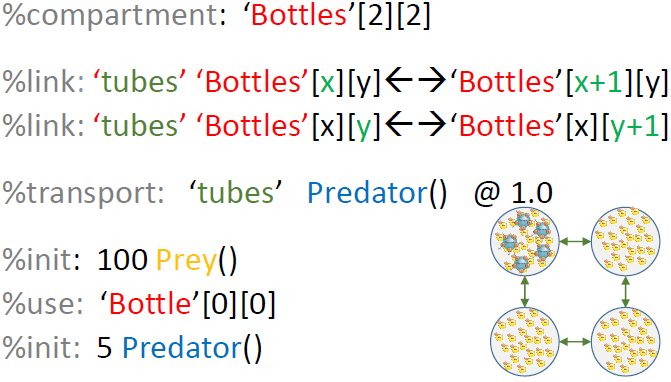 %compartment: ‘Bottles’[2][2]
%link: ‘tubes’ ‘Bottles’[x][y]←→‘Bottles’[x+1][y]
%link: ‘tubes’ ‘Bottles’[x][y]←→‘Bottles’[x][y+1]
%transport: ‘tubes’ Predator() @ 1.0
%init: 100 Prey()
%use: ‘Bottle’[0][0]
%init: 5 Predator()